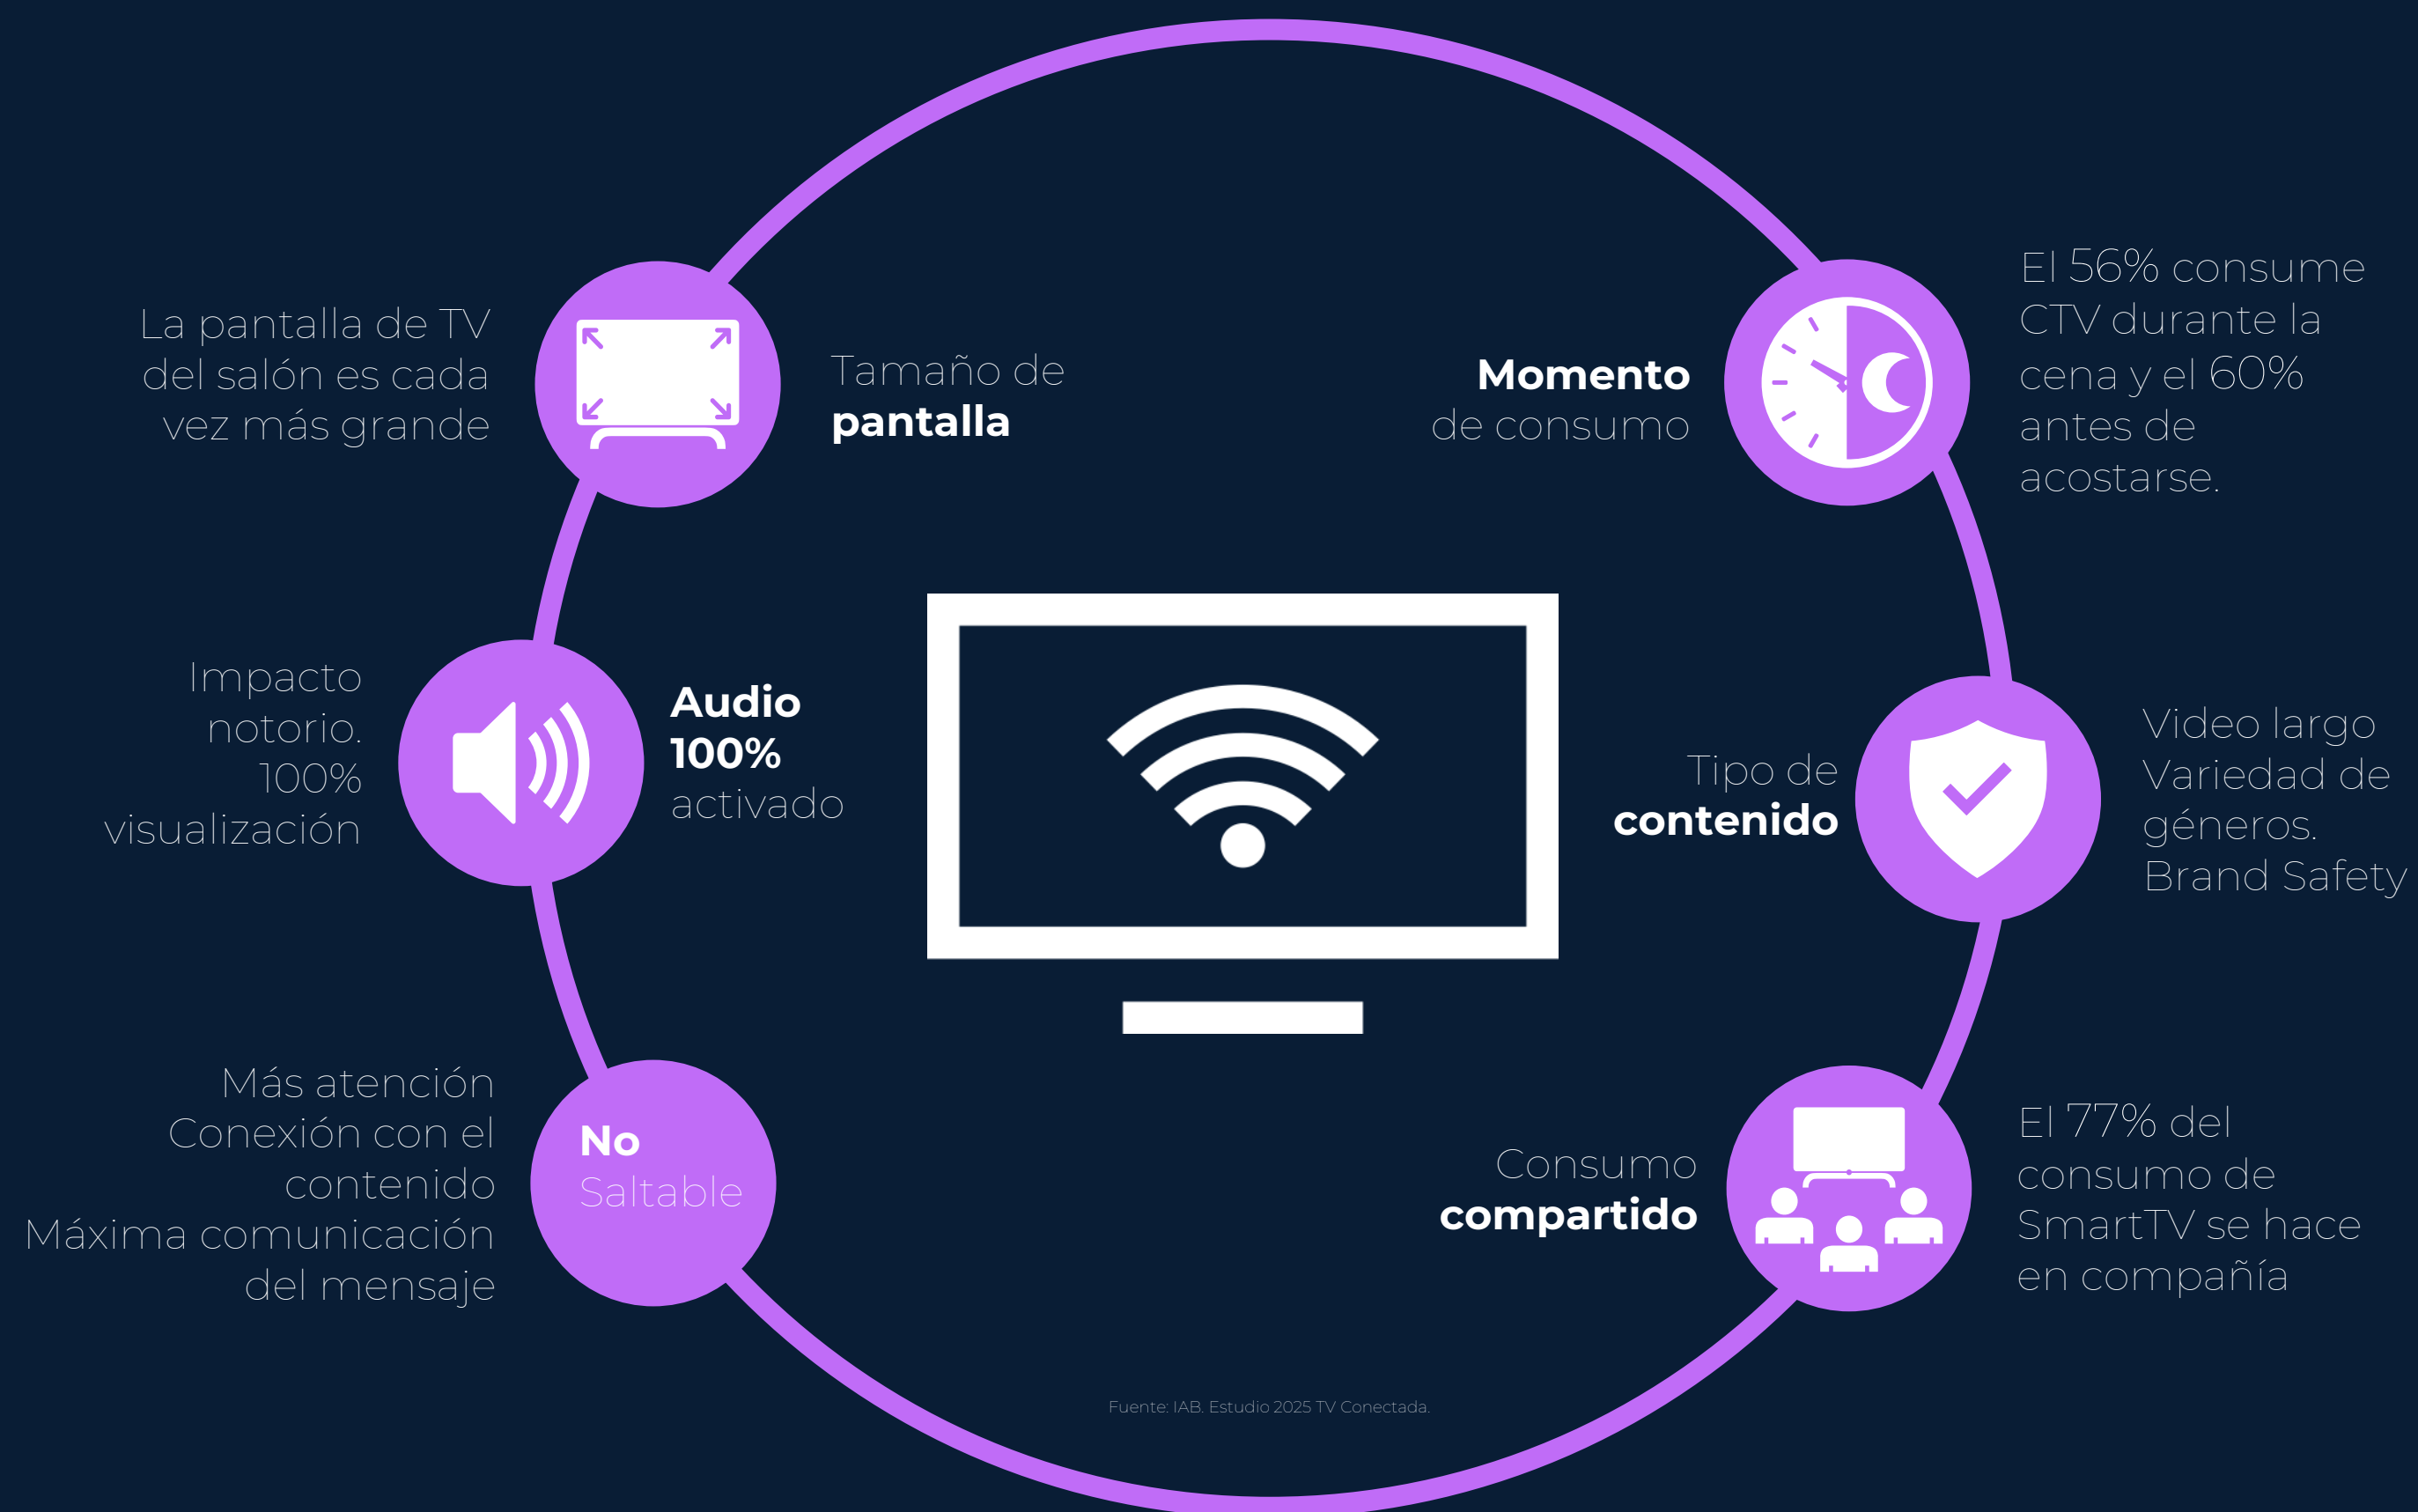 La pantalla de TV
del salón es cada
vez más grande
Tamaño de
pantalla
Momento
de consumo
El 56% consume
CTV durante la
cena y el 60%
antes de
acostarse.
Impacto
notorio.
100%
visualización
Audio
100%
activado
Tipo de
contenido
Video largo
Variedad de
géneros.
Brand Safety
Más atención
Conexión con el
contenido
Máxima comunicación
del mensaje
No
Saltable
Consumo
compartido
El 77% del
consumo de
SmartTV se hace
en compañía
Fuente: IAB. Estudio 2025 TV Conectada.